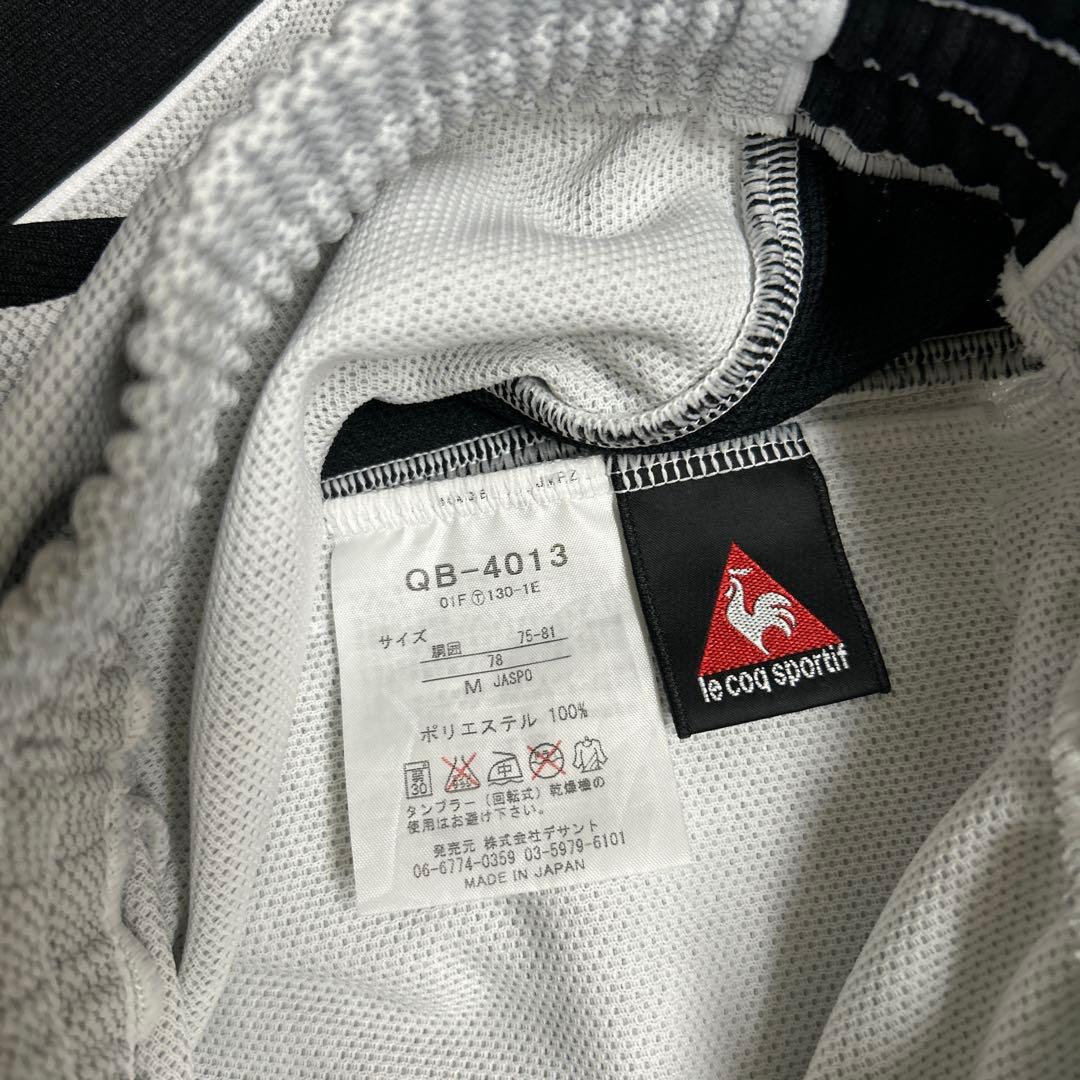 QB-4013
01F Ⓣ130-1E
サイズ 胴囲 75-81
78
M JASPO
ポリエステル 100%
30
中
タンブラー (回転式) 乾燥機の
使用はお避け下さい。
発売元 株式会社デサント
06-6774-0359 03-5979-6101
MADE IN JAPAN
le coq sportif